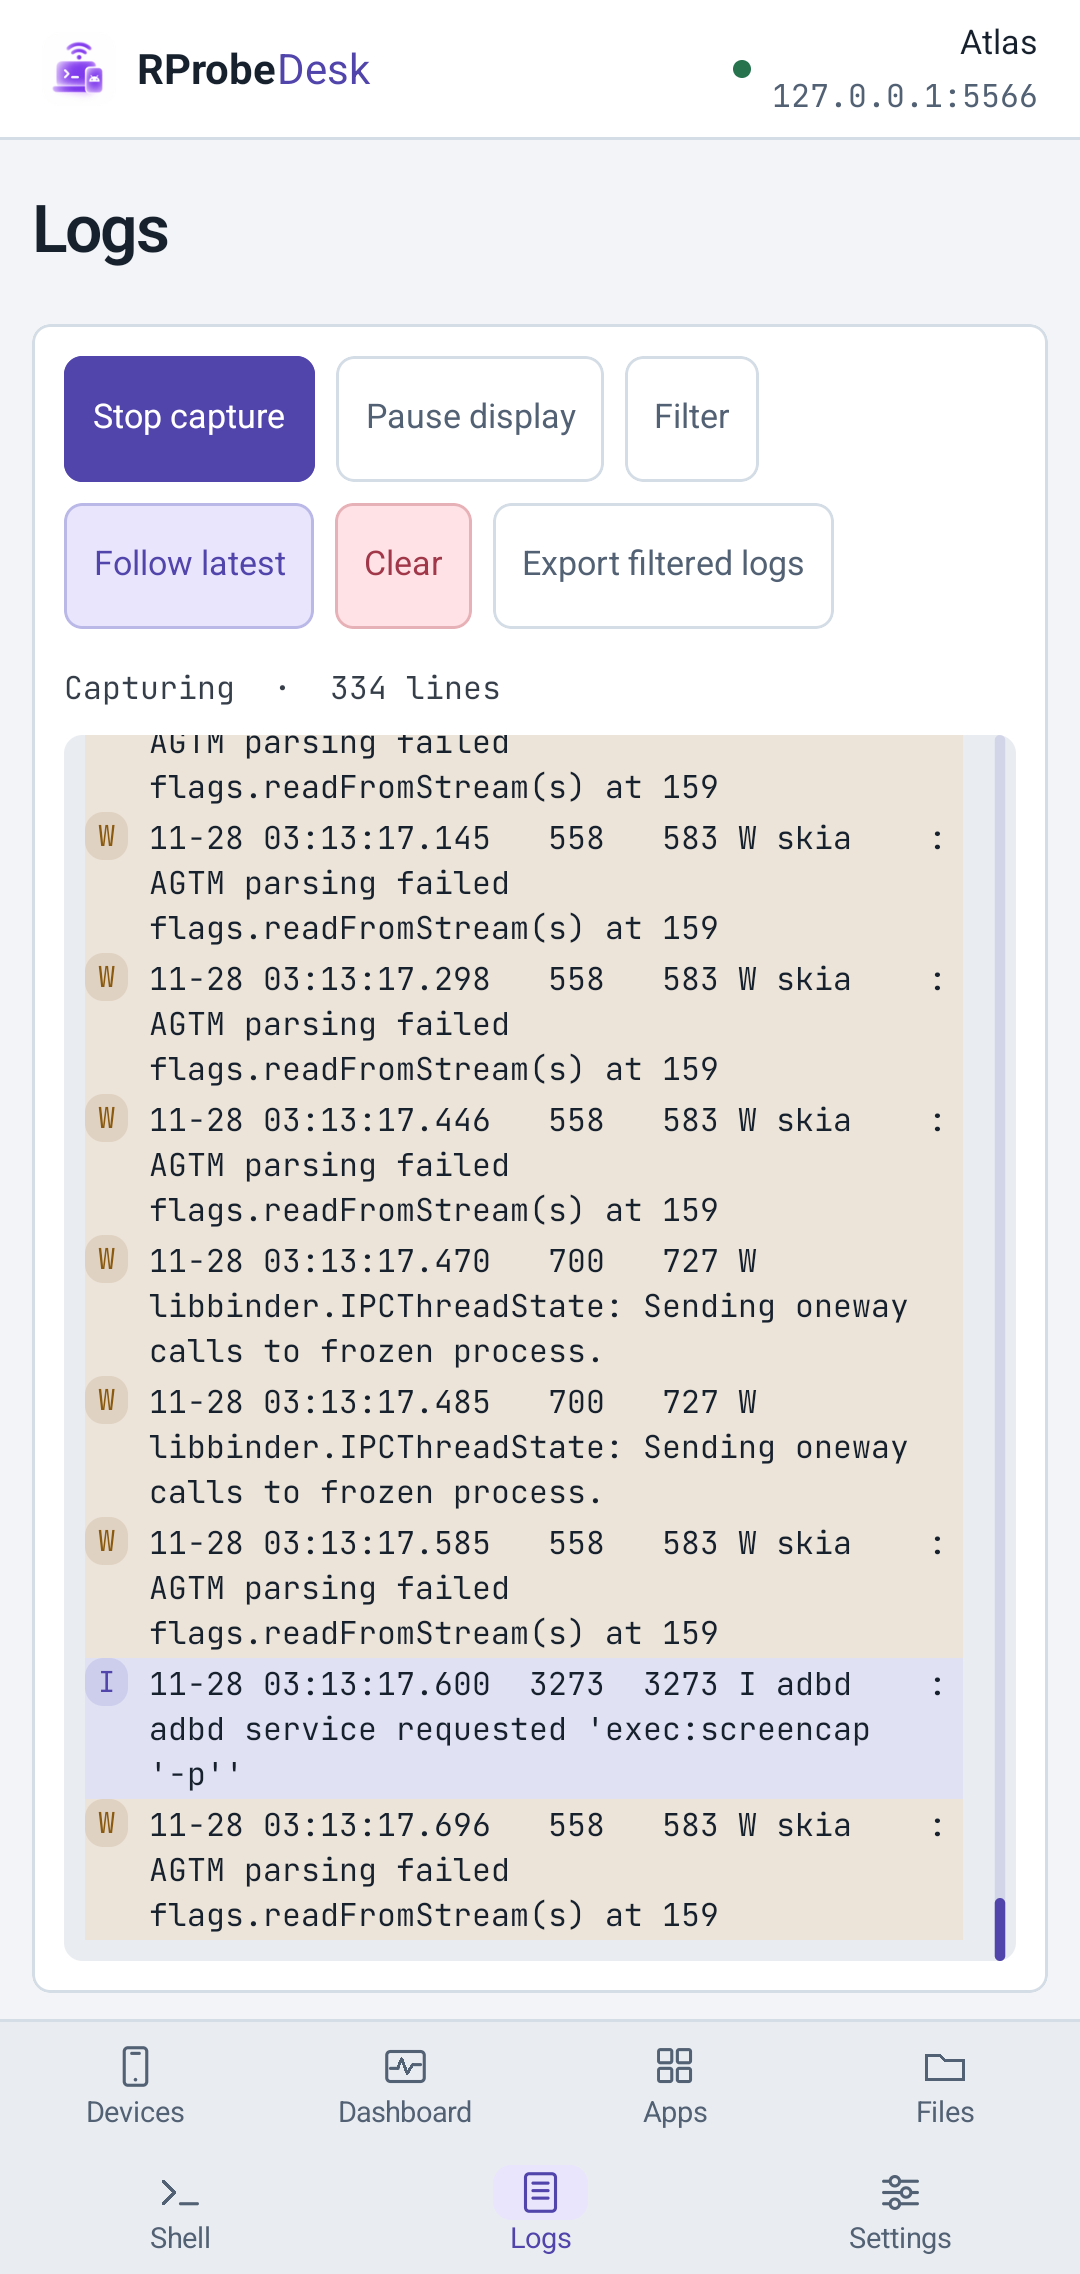 RProbeDesk
Atlas
127.0.0.1:5566
Logs
Stop capture
Pause display
Filter
Follow latest
Clear
Export filtered logs
Capturing · 334 lines
AGTM parsing failed
flags.readFromStream(s) at 159
W 11-28 03:13:17.145   558   583 W skia    :
AGTM parsing failed
flags.readFromStream(s) at 159
W 11-28 03:13:17.298   558   583 W skia    :
AGTM parsing failed
flags.readFromStream(s) at 159
W 11-28 03:13:17.446   558   583 W skia    :
AGTM parsing failed
flags.readFromStream(s) at 159
W 11-28 03:13:17.470   700   727 W
libbinder.IPCThreadState: Sending oneway
calls to frozen process.
W 11-28 03:13:17.485   700   727 W
libbinder.IPCThreadState: Sending oneway
calls to frozen process.
W 11-28 03:13:17.585   558   583 W skia    :
AGTM parsing failed
flags.readFromStream(s) at 159
I 11-28 03:13:17.600  3273  3273 I adbd    :
adbd service requested 'exec:screencap
'-p''
W 11-28 03:13:17.696   558   583 W skia    :
AGTM parsing failed
flags.readFromStream(s) at 159
Devices
Dashboard
Apps
Files
Shell
Logs
Settings